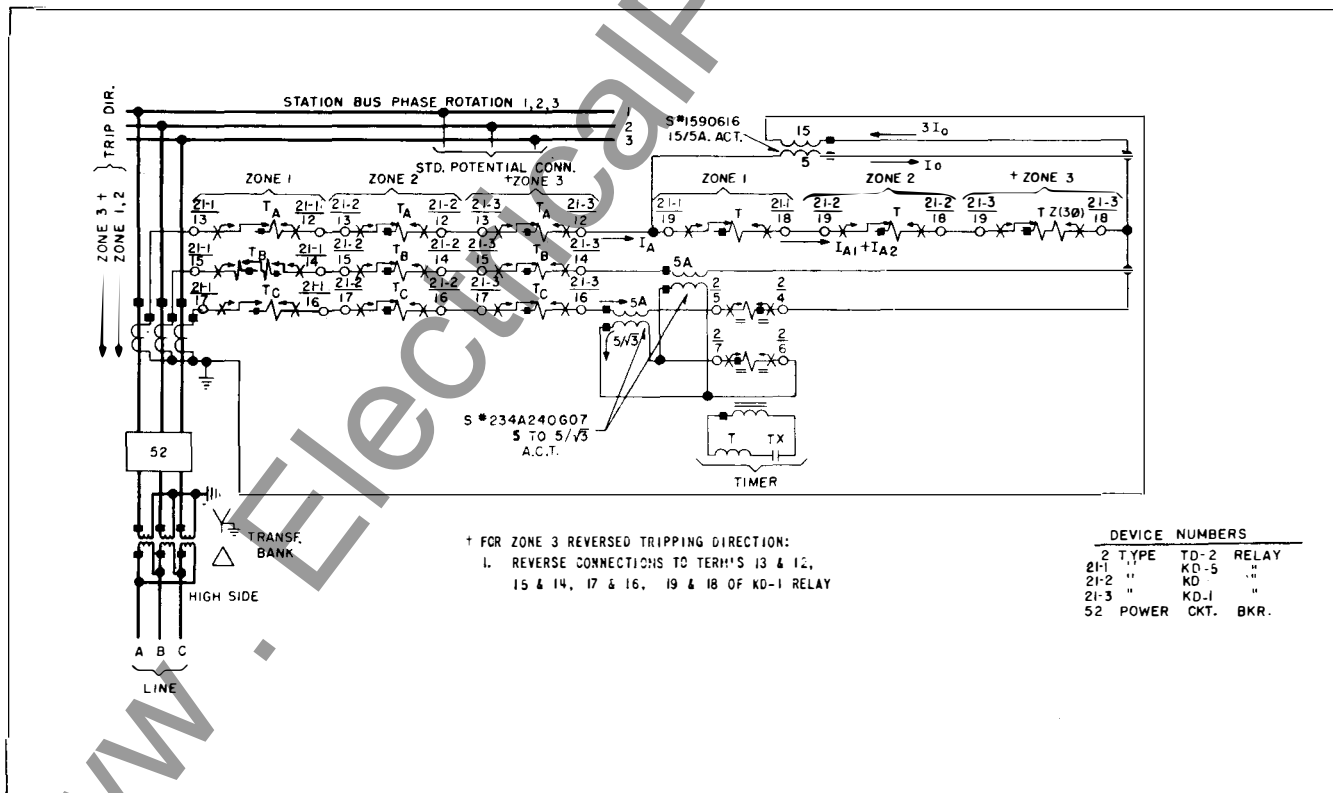 STATION BUS PHASE ROTATION 1,2,3
1
2
3
TRIP DIR.
ZONE 3 +
ZONE 1, 2
STD. POTENTIAL CONN.
ZONE 1
ZONE 2
+ZONE 3
S#1590616
15/5A. ACT.
15
5
3I0
I0
ZONE 1
ZONE 2
+ ZONE 3
21-1
13
TA
21-1
12
21-2
13
TA
21-2
12
21-3
13
TA
21-3
12
IA
21-1
19
T
21-1
18
IA1 +IA2
21-2
19
T
21-2
18
21-3
19
T Z(3Ø)
21-3
18
21-1
15
TB
21-1
14
21-2
15
TB
21-2
14
21-3
15
TB
21-3
14
5A
21-1
17
TC
21-1
16
21-2
17
TC
21-2
16
21-3
17
TC
21-3
16
5A
2
5
2
4
5/√3
2
7
2
6
S#234A240G07
5 TO 5/√3
A.C.T.
T
TX
TIMER
52
TRANSF.
BANK
HIGH SIDE
A B C
LINE
+ FOR ZONE 3 REVERSED TRIPPING DIRECTION:
1. REVERSE CONNECTIONS TO TERM'S 13 & 12,
15 & 14, 17 & 16, 19 & 18 OF KD-1 RELAY
DEVICE NUMBERS
2 TYPE TD-2 RELAY
21-1 " KD-5 "
21-2 " KD "
21-3 " KD-1 "
52 POWER CKT. BKR.
www.ElectricalP